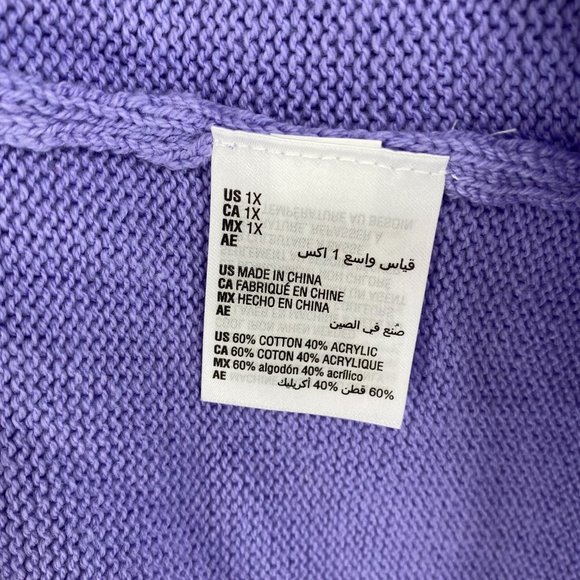 US 1X
CA 1X
MX 1X
AE
قياس واسع 1 اكس
US MADE IN CHINA
CA FABRIQUÉ EN CHINE
MX HECHO EN CHINA
AE
صُنع في الصين
US 60% COTTON 40% ACRYLIC
CA 60% COTTON 40% ACRYLIQUE
MX 60% algodón 40% acrílico
AE
60% قطن 40% أكريليك